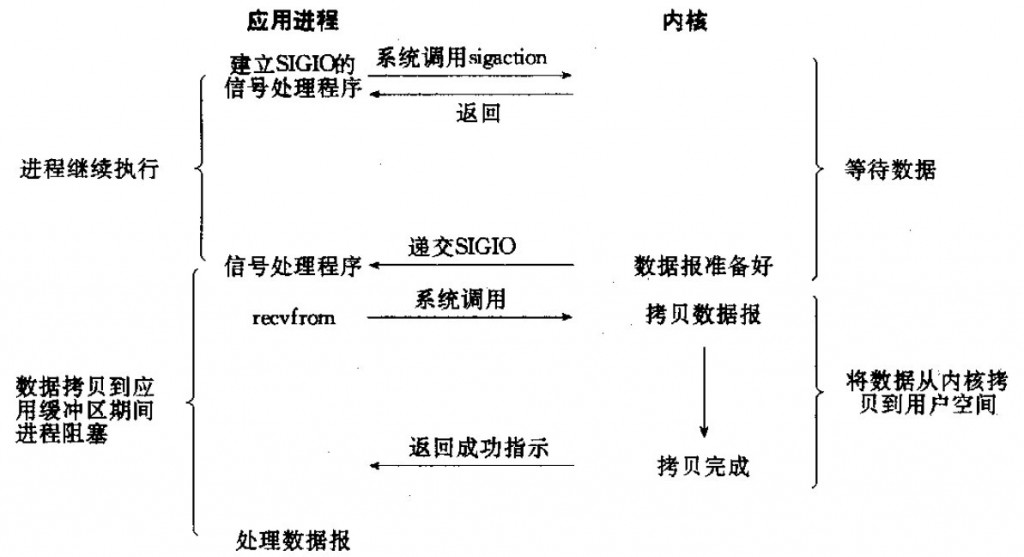 应用进程
内核
建立SIGIO的
信号处理程序
系统调用sigaction
返回
进程继续执行
等待数据
递交SIGIO
信号处理程序
数据报准备好
系统调用
recvfrom
拷贝数据报
数据拷贝到应
用缓冲区期间
进程阻塞
将数据从内核拷
贝到用户空间
返回成功指示
拷贝完成
处理数据报